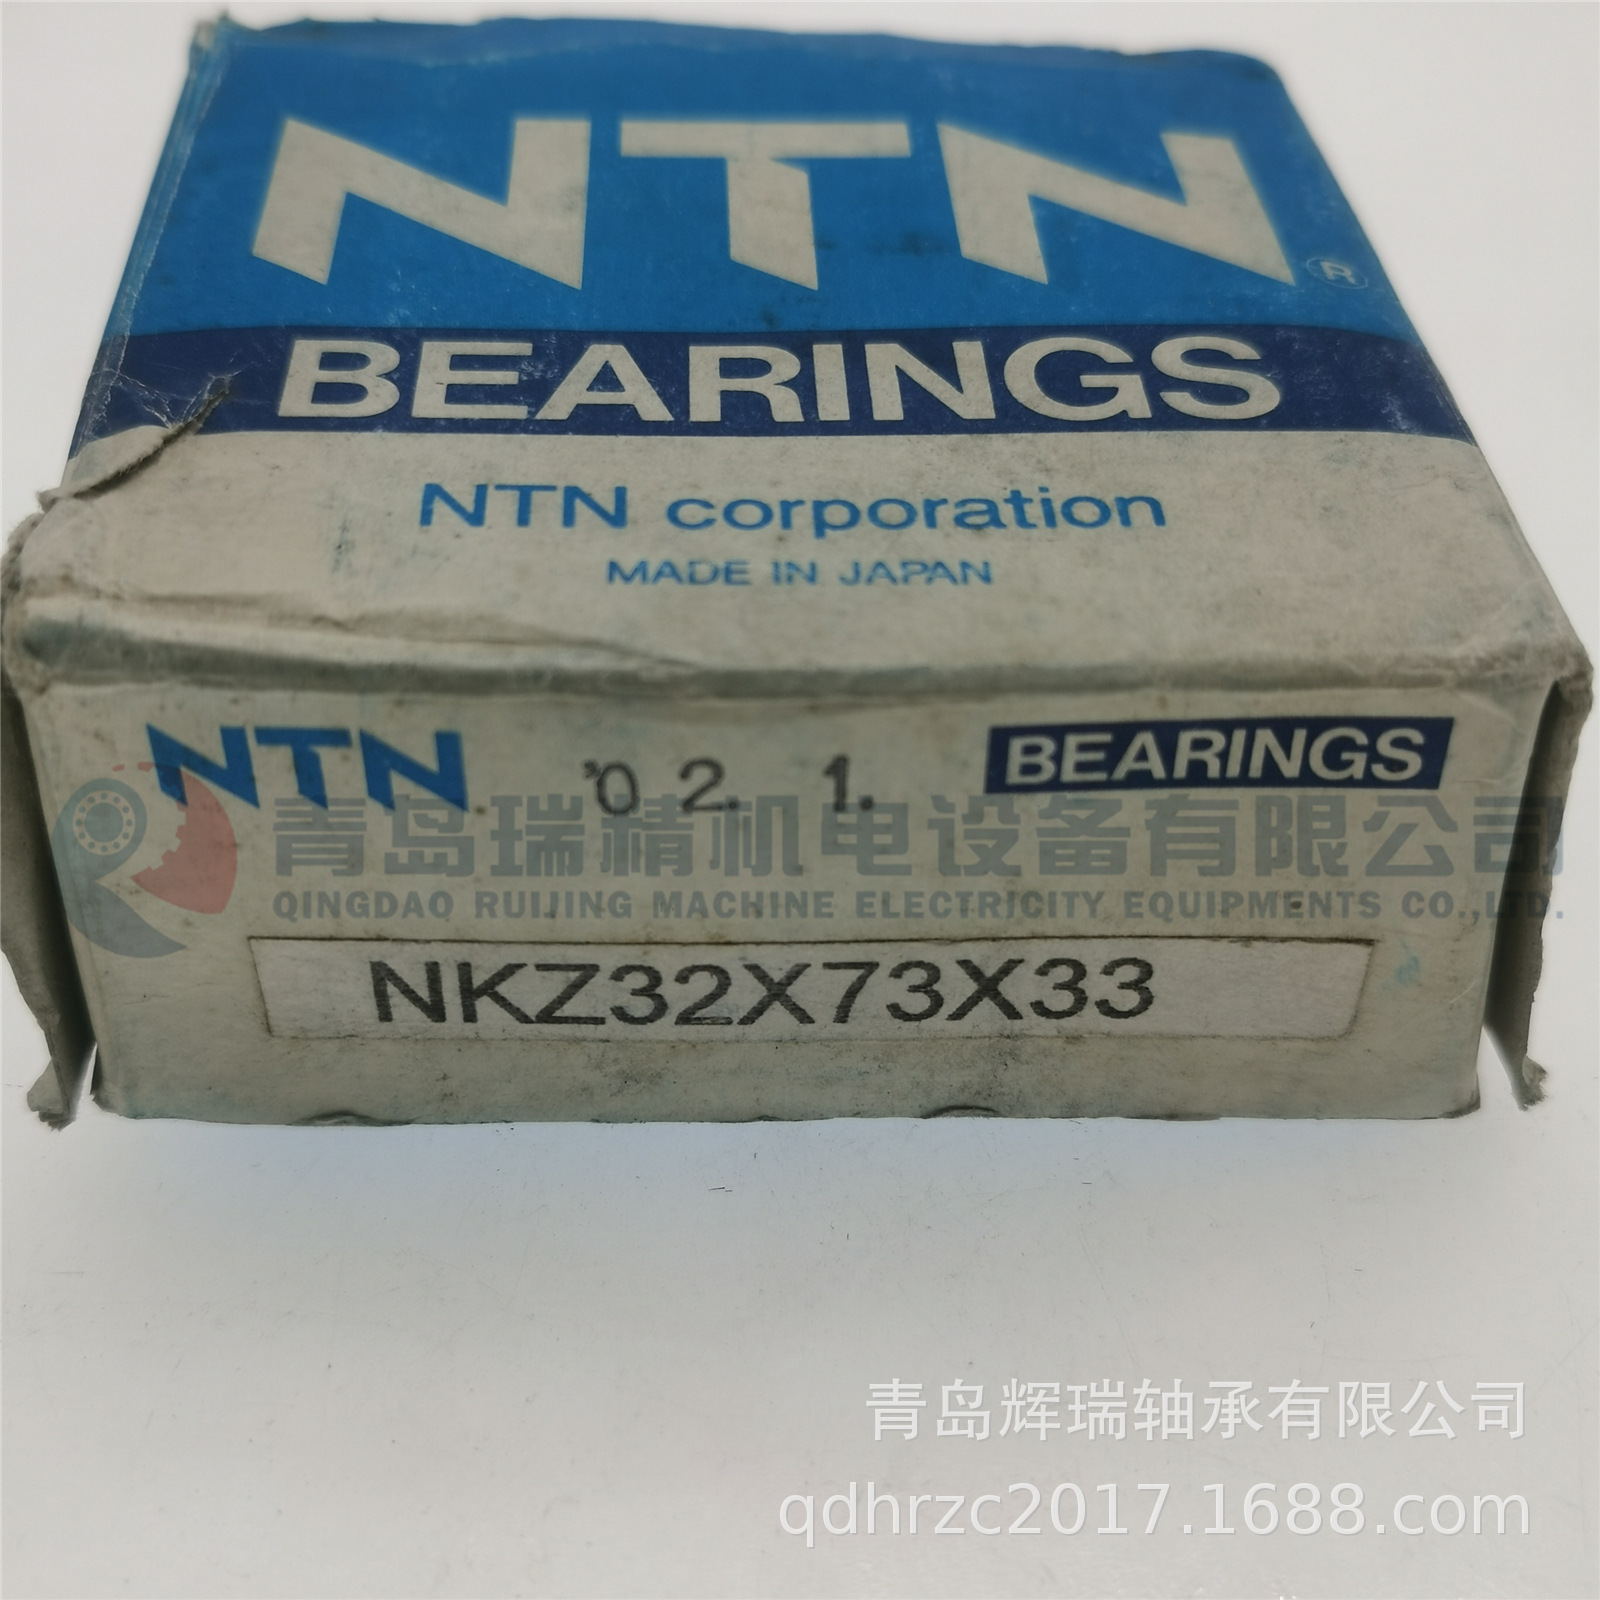 NTN
®
BEARINGS
NTN corporation
MADE IN JAPAN
NTN '02. 1. BEARINGS
青岛瑞精机电设备有限公司
QINGDAO RUIJING MACHINE ELECTRICITY EQUIPMENTS CO.,LTD.
NKZ32X73X33
青岛辉瑞轴承有限公司
qdhrzc2017.1688.com